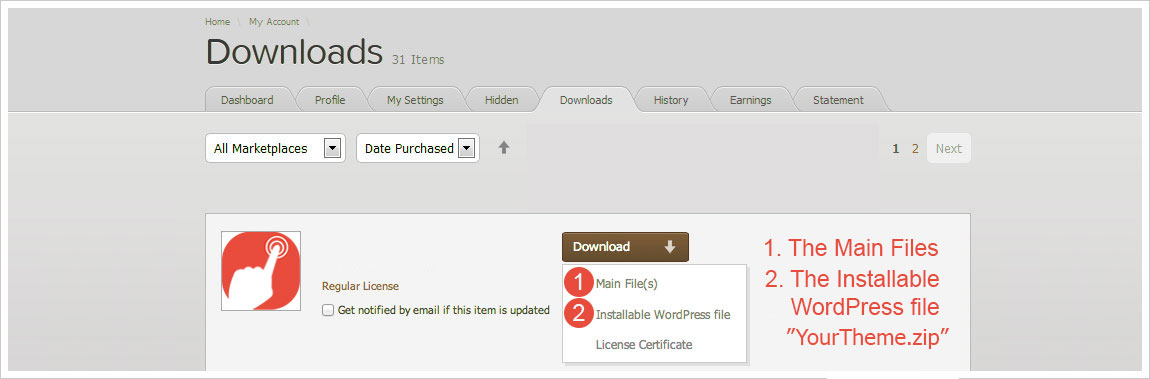 Home \ My Account \
Downloads 31 Items
Dashboard Profile My Settings Hidden Downloads History Earnings Statement
All Marketplaces Date Purchased 1 2 Next
Download
1 Main File(s)
2 Installable WordPress file
License Certificate
Regular License
Get notified by email if this item is updated
1. The Main Files
2. The Installable
WordPress file
"YourTheme.zip"